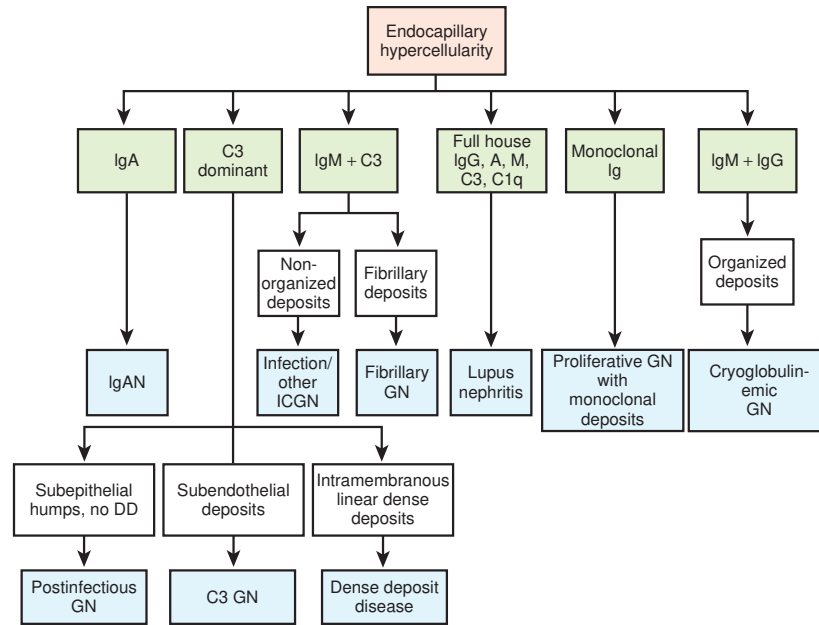 Endocapillary
hypercellularity
IgA
C3
dominant
IgM + C3
Full house
IgG, A, M,
C3, C1q
Monoclonal
Ig
IgM + IgG
Non-
organized
deposits
Fibrillary
deposits
Organized
deposits
IgAN
Infection/
other
ICGN
Fibrillary
GN
Lupus
nephritis
Proliferative GN
with
monoclonal
deposits
Cryoglobulin-
emic
GN
Subepithelial
humps, no DD
Subendothelial
deposits
Intramembranous
linear dense
deposits
Postinfectious
GN
C3 GN
Dense deposit
disease